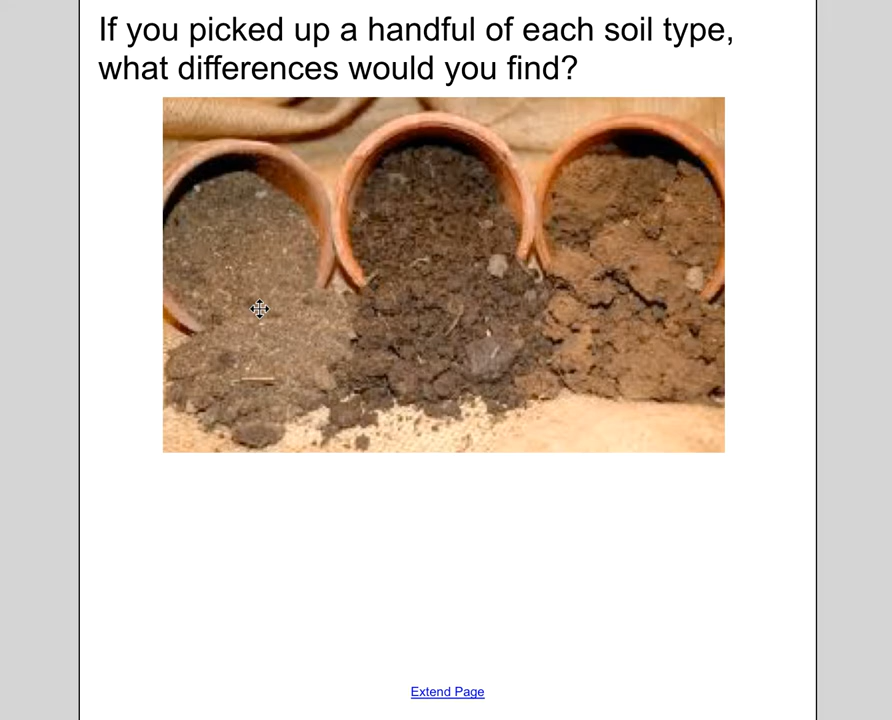 If you picked up a handful of each soil type,
what differences would you find?
Extend Page